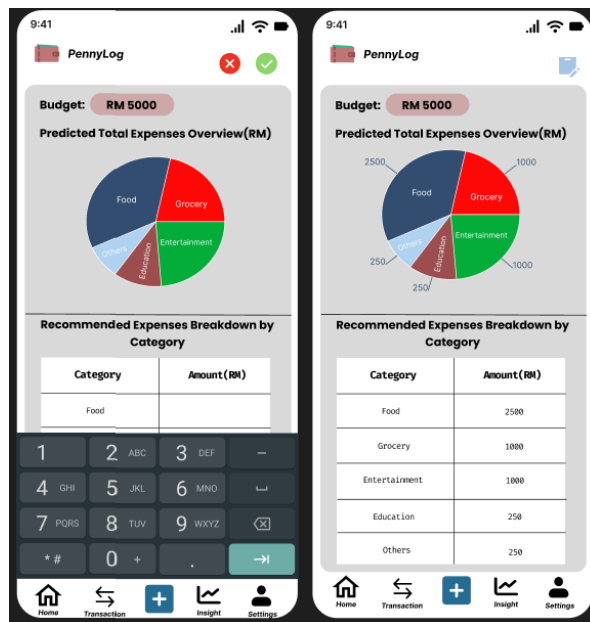 9:41
PennyLog
Budget: RM 5000
Predicted Total Expenses Overview(RM)
Food
Grocery
Others
Education
Entertainment
Recommended Expenses Breakdown by
Category
Category Amount(RM)
Food
1 2 ABC 3 DEF –
4 GHI 5 JKL 6 MNO
7 PQRS 8 TUV 9 WXYZ
* # 0 + .
Home Transaction + Insight Settings
9:41
PennyLog
Budget: RM 5000
Predicted Total Expenses Overview(RM)
2500 1000
Food
Grocery
Others
Education
Entertainment
250 1000
250
Recommended Expenses Breakdown by
Category
Category Amount(RM)
Food 2500
Grocery 1000
Entertainment 1000
Education 250
Others 250
Home Transaction + Insight Settings